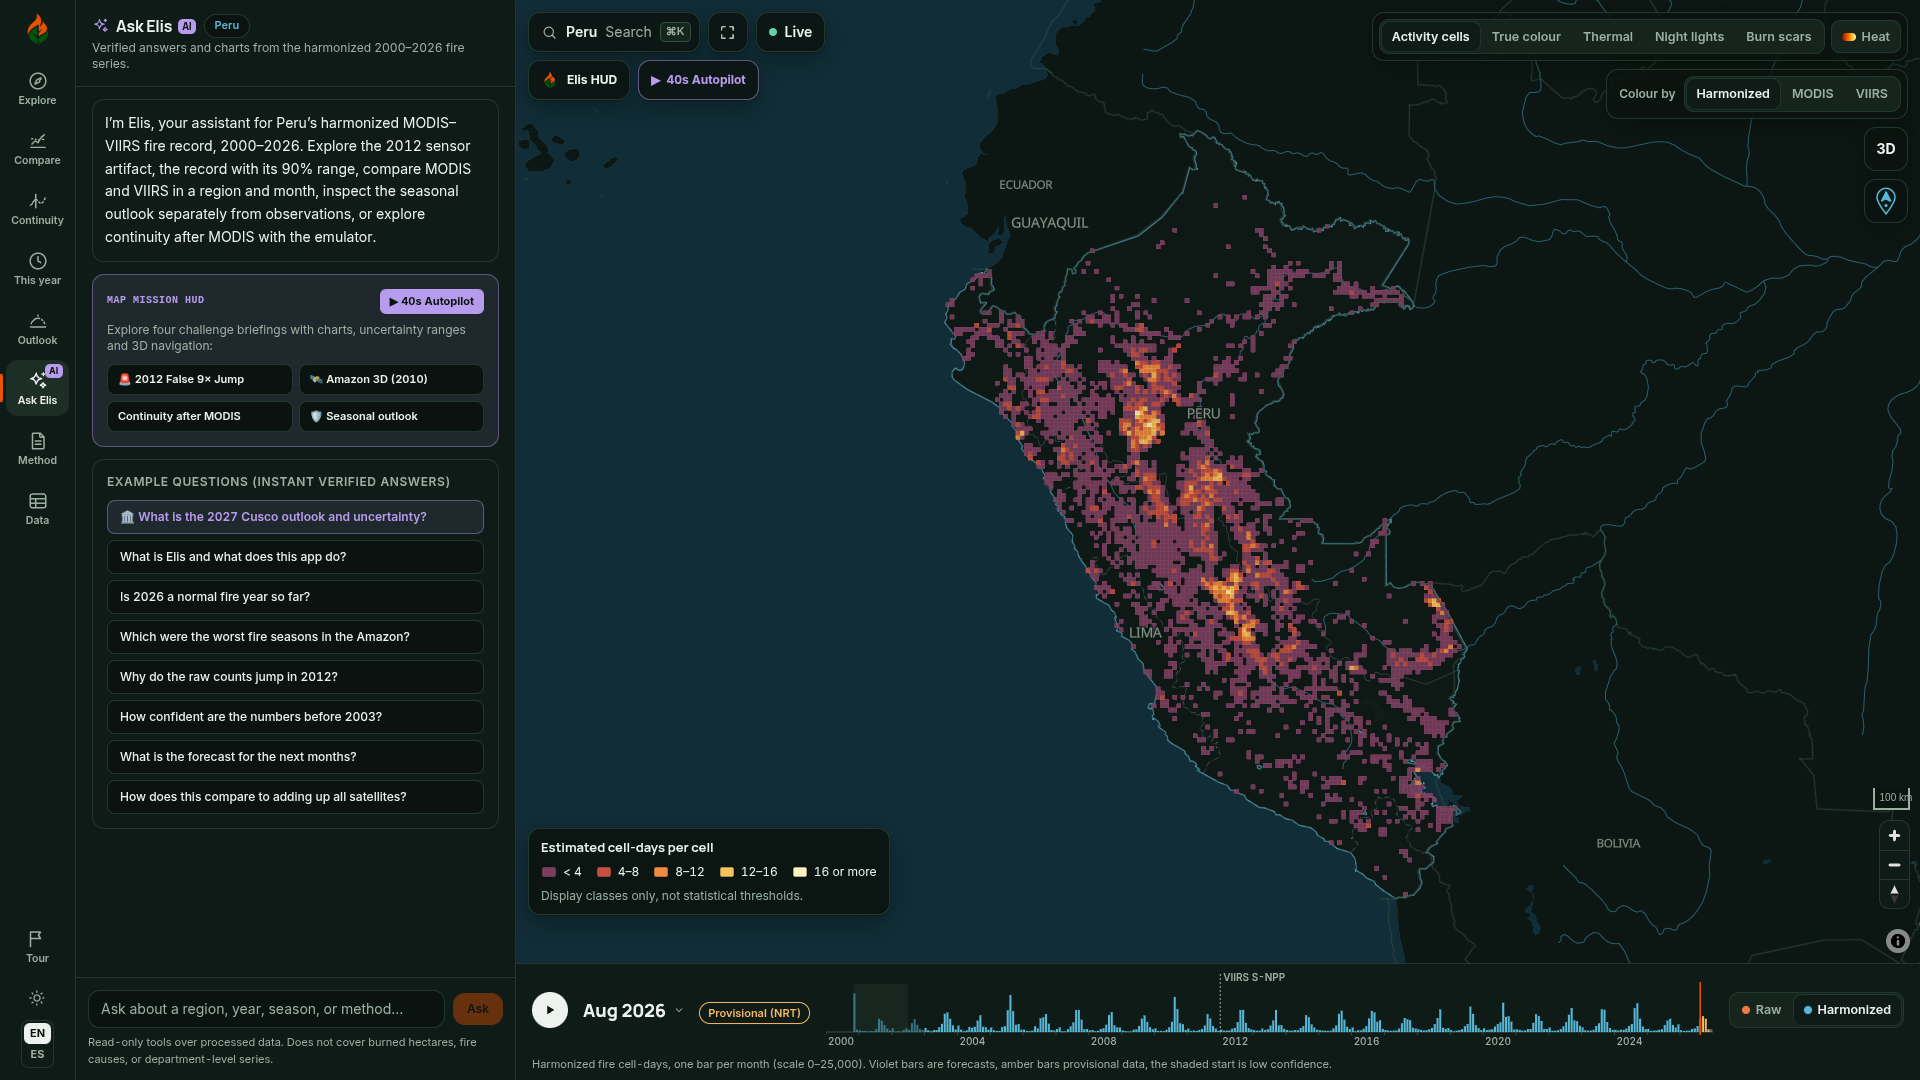 Explore
Compare
Continuity
This year
Outlook
AI
Ask Elis
Method
Data
Tour
EN
ES
Ask Elis AI Peru
Verified answers and charts from the harmonized 2000–2026 fire
series.
I'm Elis, your assistant for Peru's harmonized MODIS–
VIIRS fire record, 2000–2026. Explore the 2012 sensor
artifact, the record with its 90% range, compare MODIS
and VIIRS in a region and month, inspect the seasonal
outlook separately from observations, or explore
continuity after MODIS with the emulator.
MAP MISSION HUD
▶ 40s Autopilot
Explore four challenge briefings with charts, uncertainty ranges
and 3D navigation:
2012 False 9× Jump
Amazon 3D (2010)
Continuity after MODIS
Seasonal outlook
EXAMPLE QUESTIONS (INSTANT VERIFIED ANSWERS)
What is the 2027 Cusco outlook and uncertainty?
What is Elis and what does this app do?
Is 2026 a normal fire year so far?
Which were the worst fire seasons in the Amazon?
Why do the raw counts jump in 2012?
How confident are the numbers before 2003?
What is the forecast for the next months?
How does this compare to adding up all satellites?
Ask about a region, year, season, or method...
Ask
Read-only tools over processed data. Does not cover burned hectares, fire
causes, or department-level series.
Peru Search ⌘K
Live
Elis HUD
▶ 40s Autopilot
Activity cells True colour Thermal Night lights Burn scars Heat
Colour by Harmonized MODIS VIIRS
3D
ECUADOR
GUAYAQUIL
PERU
LIMA
BOLIVIA
100 km
Estimated cell-days per cell
< 4 4–8 8–12 12–16 16 or more
Display classes only, not statistical thresholds.
Aug 2026
Provisional (NRT)
VIIRS S-NPP
2000 2004 2008 2012 2016 2020 2024
Raw Harmonized
Harmonized fire cell-days, one bar per month (scale 0–25,000). Violet bars are forecasts, amber bars provisional data, the shaded start is low confidence.